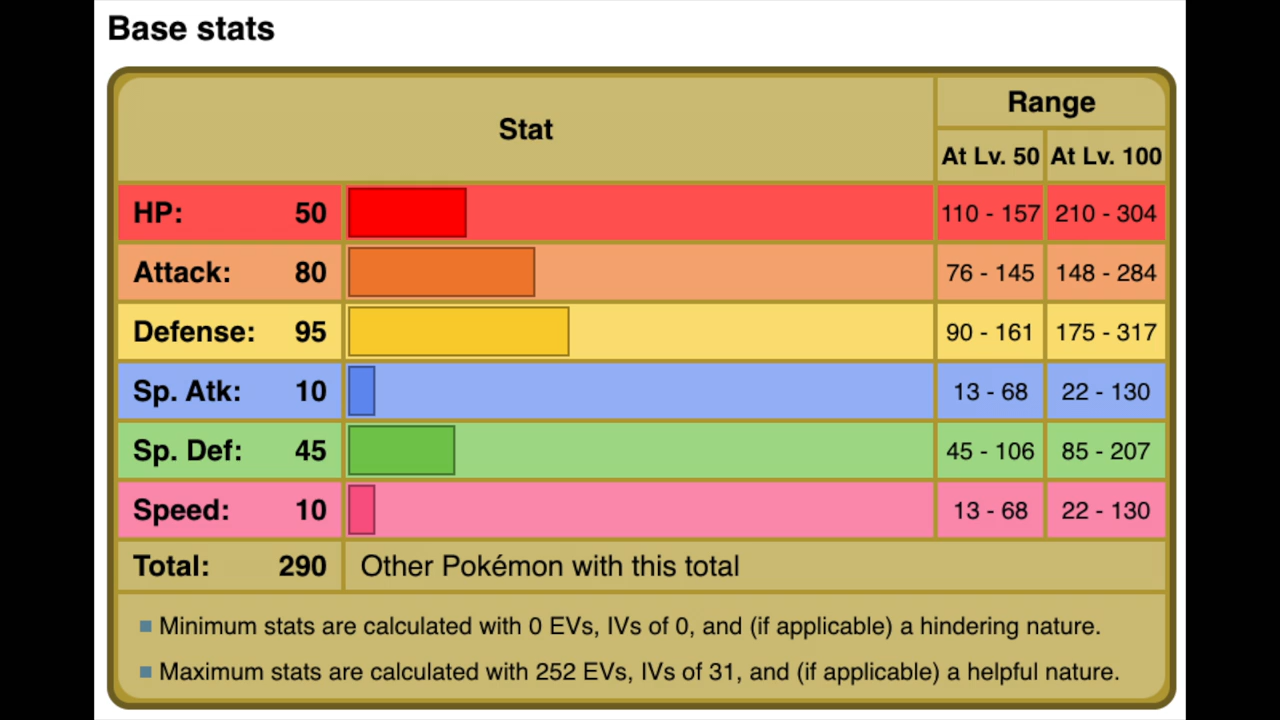 Base stats
Stat
Range
At Lv. 50 At Lv. 100
HP: 50 110 - 157 210 - 304
Attack: 80 76 - 145 148 - 284
Defense: 95 90 - 161 175 - 317
Sp. Atk: 10 13 - 68 22 - 130
Sp. Def: 45 45 - 106 85 - 207
Speed: 10 13 - 68 22 - 130
Total: 290 Other Pokémon with this total
Minimum stats are calculated with 0 EVs, IVs of 0, and (if applicable) a hindering nature.
Maximum stats are calculated with 252 EVs, IVs of 31, and (if applicable) a helpful nature.